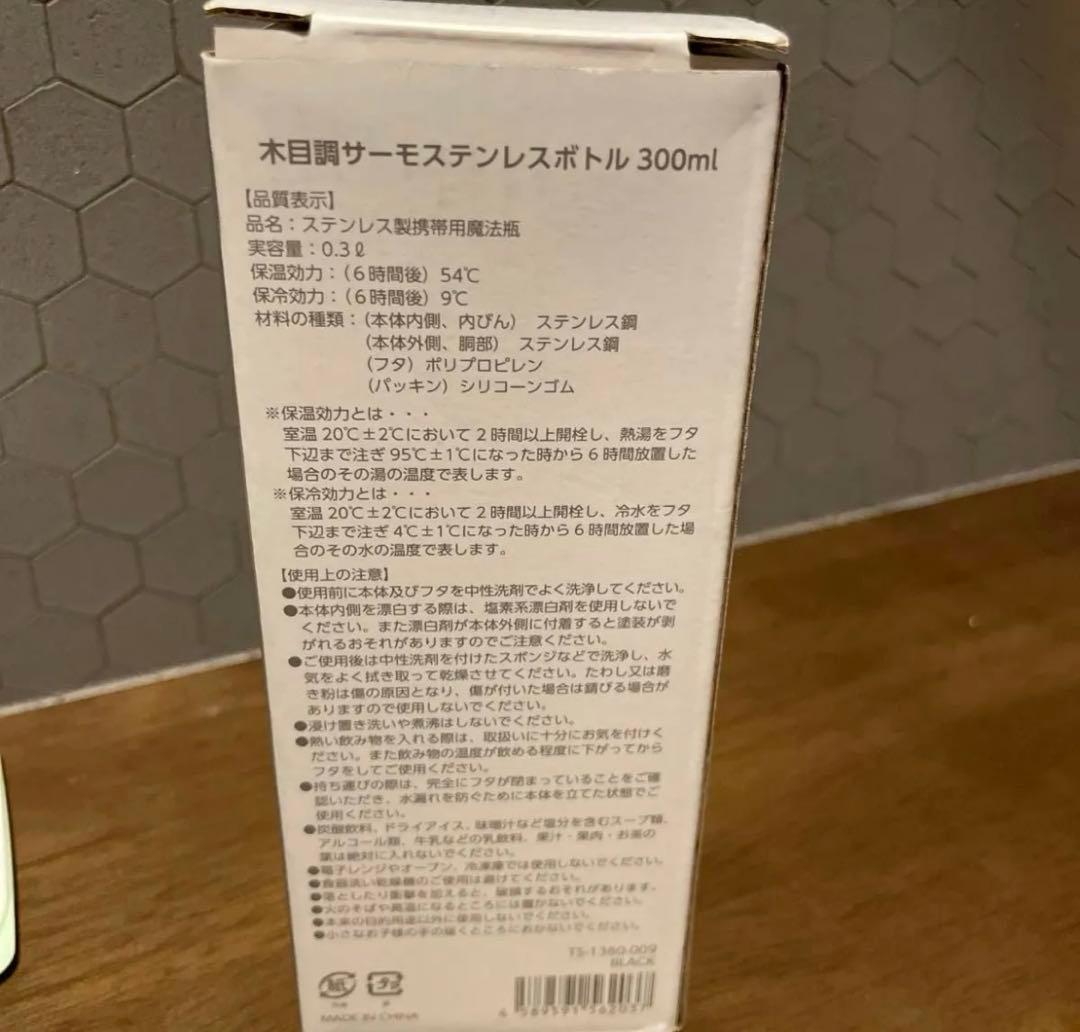 木目調サーモステンレスボトル 300ml
【品質表示】
品名：ステンレス製携帯用魔法瓶
実容量：0.3ℓ
保温効力：（６時間後）54℃
保冷効力：（６時間後）9℃
材料の種類：（本体内側、内びん）　ステンレス鋼
（本体外側、胴部）　ステンレス鋼
（フタ）ポリプロピレン
（パッキン）シリコーンゴム
※保温効力とは・・・
室温 20℃±2℃において２時間以上開栓し、熱湯をフタ
下辺まで注ぎ 95℃±1℃になった時から６時間放置した
場合のその湯の温度で表します。
※保冷効力とは・・・
室温 20℃±2℃において２時間以上開栓し、冷水をフタ
下辺まで注ぎ 4℃±1℃になった時から６時間放置した場
合のその水の温度で表します。
【使用上の注意】
●使用前に本体及びフタを中性洗剤でよく洗浄してください。
●本体内側を漂白する際は、塩素系漂白剤を使用しないで
ください。また漂白剤が本体外側に付着すると塗装が剥
がれるおそれがありますのでご注意ください。
●ご使用後は中性洗剤を付けたスポンジなどで洗浄し、水
気をよく拭き取って乾燥させてください。たわし又は磨
き粉は傷の原因となり、傷が付いた場合は錆びる場合が
ありますので使用しないでください。
●浸け置き洗いや煮沸はしないでください。
●熱い飲み物を入れる際は、取扱いに十分にお気を付けく
ださい。また飲み物の温度が飲める程度に下がってから
フタをしてご使用ください。
●持ち運びの際は、完全にフタが閉まっていることをご確
認いただき、水漏れを防ぐために本体を立てた状態でご
使用ください。
●炭酸飲料、ドライアイス、味噌汁など塩分を含むスープ類、
アルコール類、牛乳などの乳飲料、果汁・果肉・お茶の
葉は絶対に入れないでください。
●電子レンジやオーブン、冷凍庫では使用しないでください。
●食器洗い乾燥機のご使用は避けてください。
●落としたり衝撃を加えると、破損するおそれがあります。
●火のそばや高温になるところには置かないでください。
●本来の目的用途以外に使用しないでください。
●小さなお子様の手の届くところにおかないでください。
TS-1380-009
BLACK
紙
プラ
MADE IN CHINA
4 589591 562037